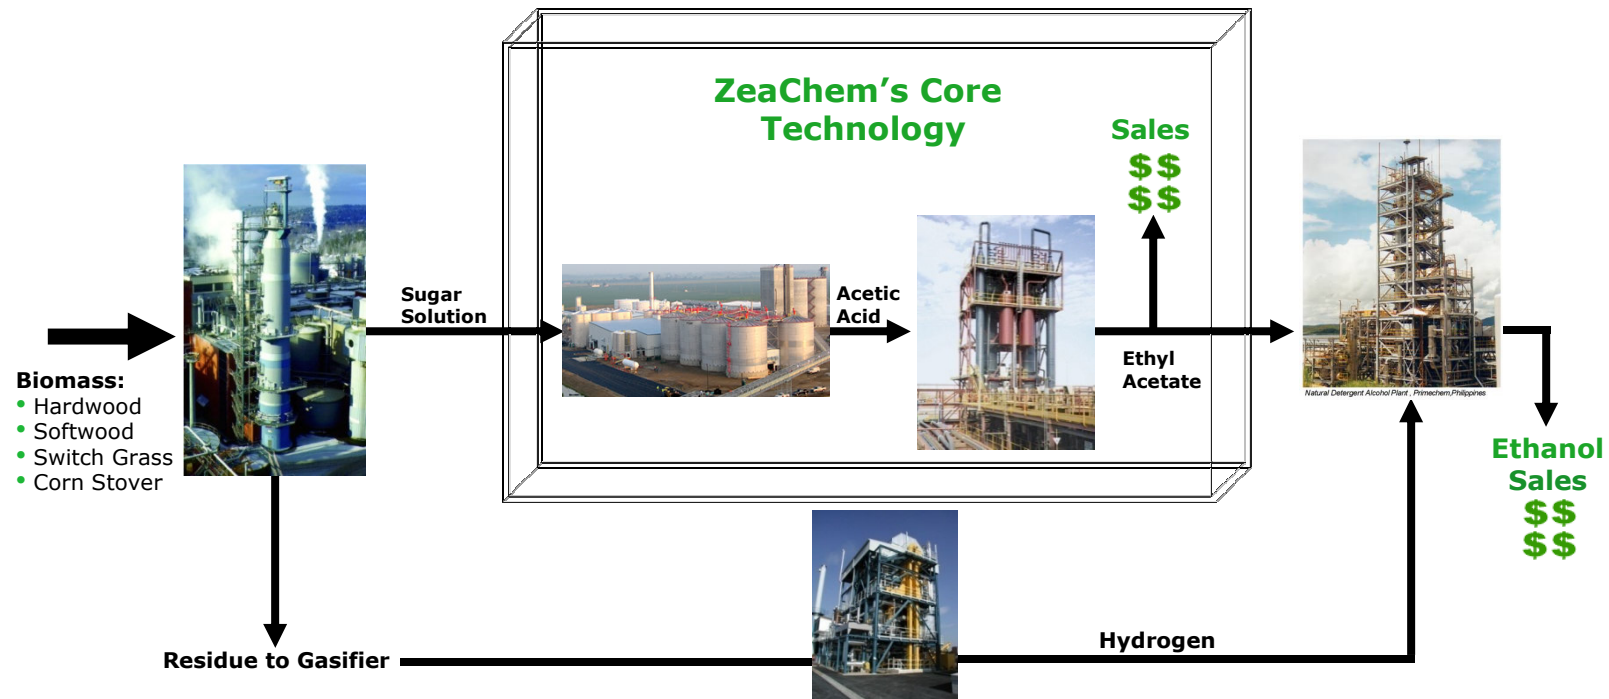 ZeaChem’s Core
Technology
Sales
$$
$$
Sugar
Solution
Acetic
Acid
Ethyl
Acetate
Biomass:
• Hardwood
• Softwood
• Switch Grass
• Corn Stover
Natural Detergent Alcohol Plant , Primechem,Philippines
Ethanol
Sales
$$
$$
Residue to Gasifier
Hydrogen